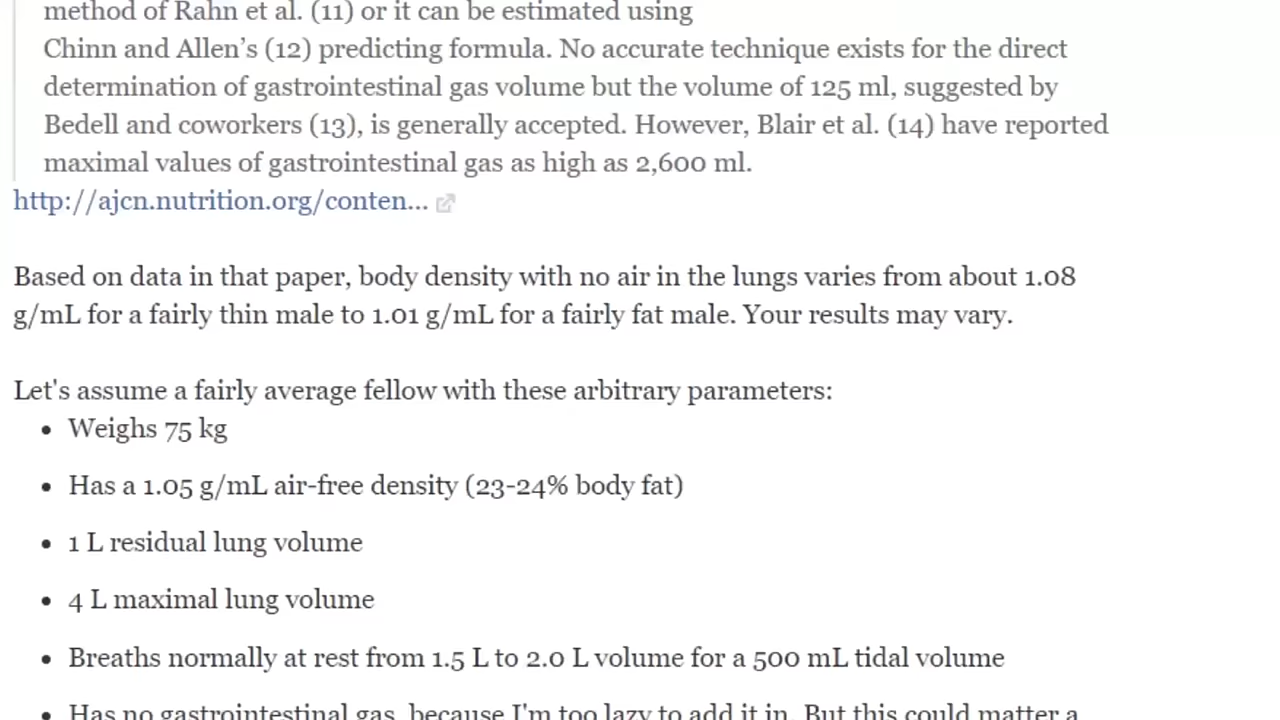 method of Rahn et al. (11) or it can be estimated using
Chinn and Allen’s (12) predicting formula. No accurate technique exists for the direct
determination of gastrointestinal gas volume but the volume of 125 ml, suggested by
Bedell and coworkers (13), is generally accepted. However, Blair et al. (14) have reported
maximal values of gastrointestinal gas as high as 2,600 ml.
http://ajcn.nutrition.org/conten...
Based on data in that paper, body density with no air in the lungs varies from about 1.08
g/mL for a fairly thin male to 1.01 g/mL for a fairly fat male. Your results may vary.
Let's assume a fairly average fellow with these arbitrary parameters:
• Weighs 75 kg
• Has a 1.05 g/mL air-free density (23-24% body fat)
• 1 L residual lung volume
• 4 L maximal lung volume
• Breaths normally at rest from 1.5 L to 2.0 L volume for a 500 mL tidal volume
• Has no gastrointestinal gas, because I'm too lazy to add it in. But this could matter a